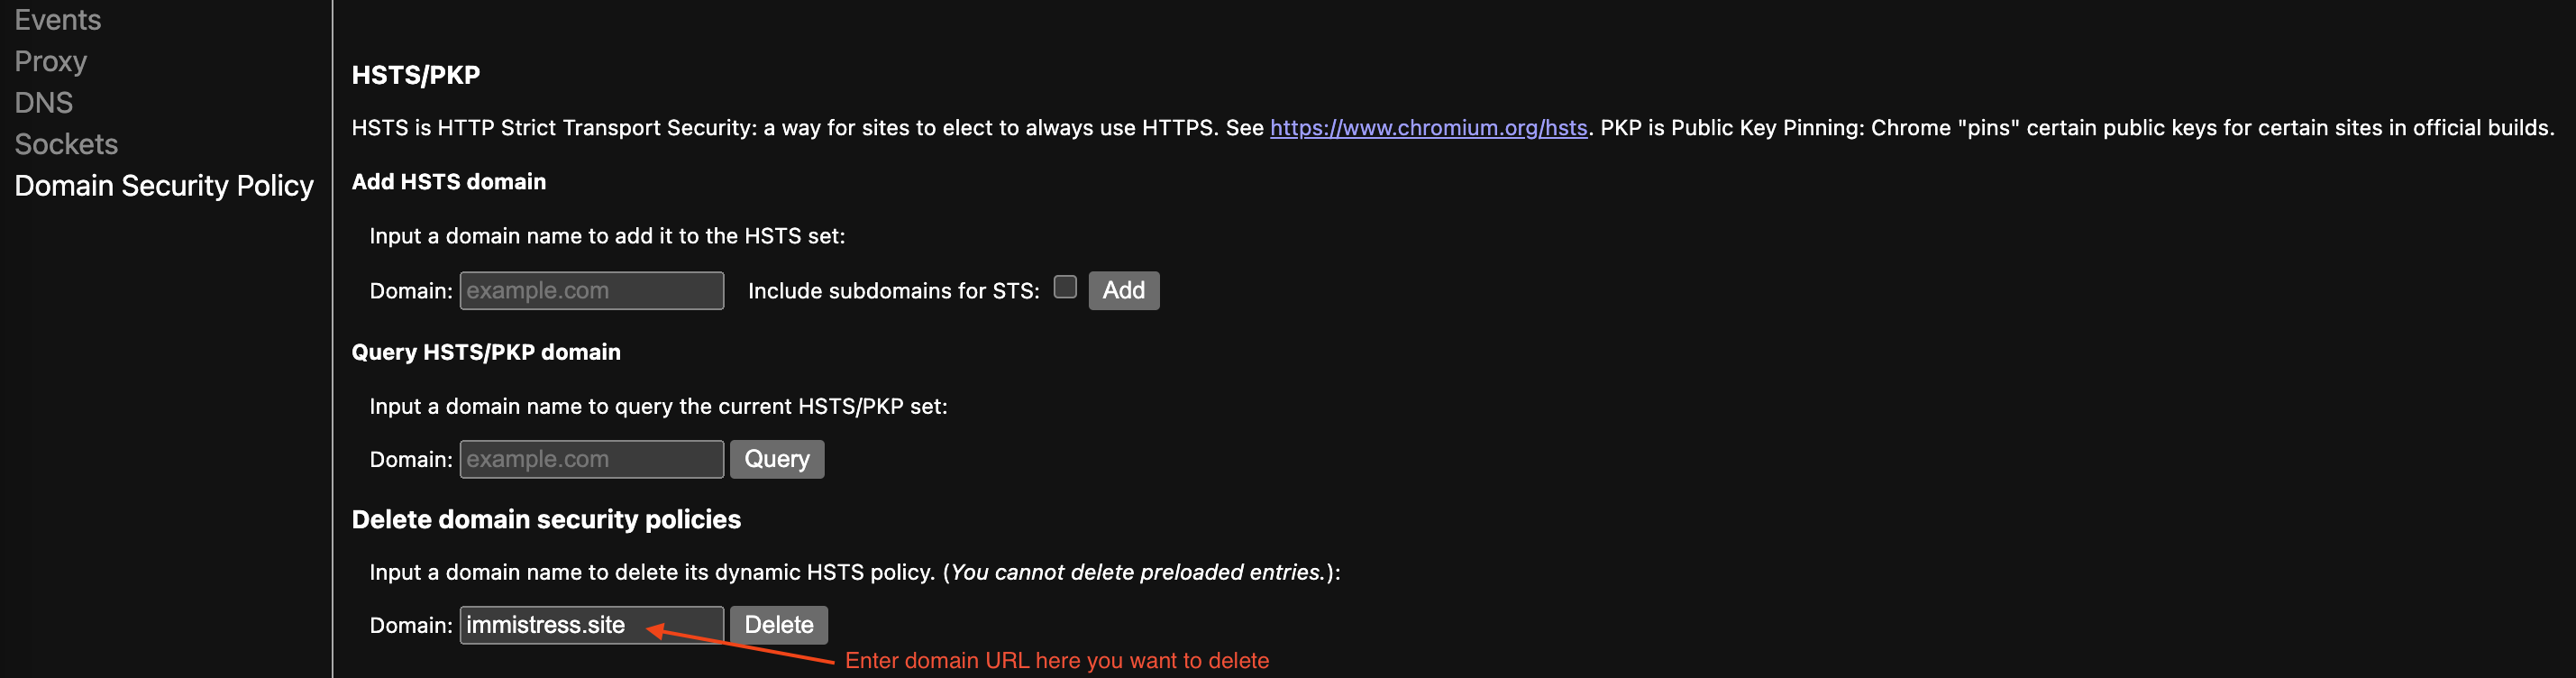 Events
Proxy
DNS
Sockets
Domain Security Policy
HSTS/PKP
HSTS is HTTP Strict Transport Security: a way for sites to elect to always use HTTPS. See https://www.chromium.org/hsts. PKP is Public Key Pinning: Chrome "pins" certain public keys for certain sites in official builds.
Add HSTS domain
Input a domain name to add it to the HSTS set:
Domain: example.com Include subdomains for STS: Add
Query HSTS/PKP domain
Input a domain name to query the current HSTS/PKP set:
Domain: example.com Query
Delete domain security policies
Input a domain name to delete its dynamic HSTS policy. (You cannot delete preloaded entries.):
Domain: immistress.site Delete
Enter domain URL here you want to delete